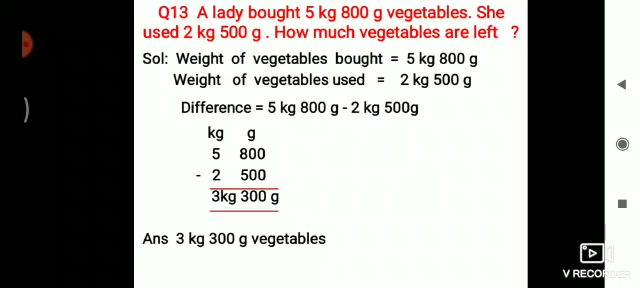 Q13 A lady bought 5 kg 800 g vegetables. She
used 2 kg 500 g . How much vegetables are left ?
Sol: Weight of vegetables bought = 5 kg 800 g
Weight of vegetables used = 2 kg 500 g
Difference = 5 kg 800 g - 2 kg 500g
kg g
5 800
- 2 500
3kg 300 g
Ans 3 kg 300 g vegetables
V RECORDER